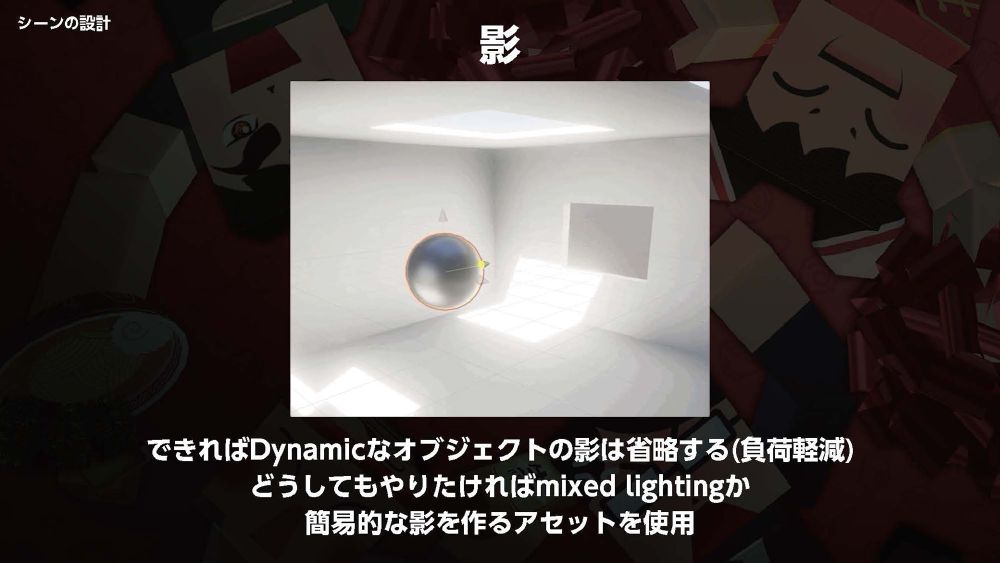 シーンの設計
影
できればDynamicなオブジェクトの影は省略する(負荷軽減)
どうしてもやりたければmixed lightingか
簡易的な影を作るアセットを使用